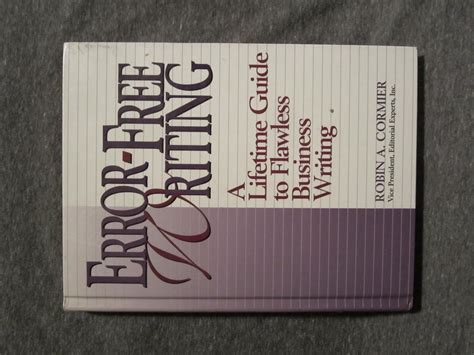 ERROR-FREE
WRITING
A
Lifetime Guide
to Flawless
Business
Writing
ROBIN A. CORMIER
Vice President, Editorial Experts, Inc.